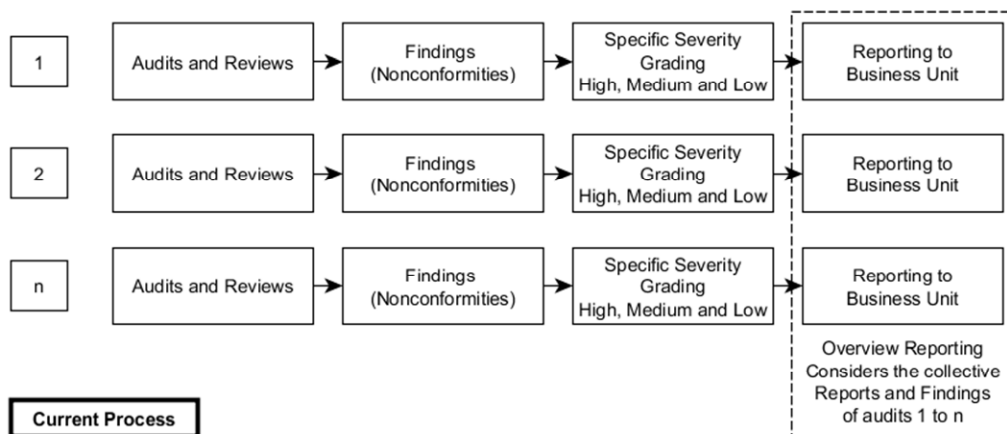 1
Audits and Reviews
Findings
(Nonconformities)
Specific Severity
Grading
High, Medium and Low
Reporting to
Business Unit
2
Audits and Reviews
Findings
(Nonconformities)
Specific Severity
Grading
High, Medium and Low
Reporting to
Business Unit
n
Audits and Reviews
Findings
(Nonconformities)
Specific Severity
Grading
High, Medium and Low
Reporting to
Business Unit
Overview Reporting
Considers the collective
Reports and Findings
of audits 1 to n
Current Process